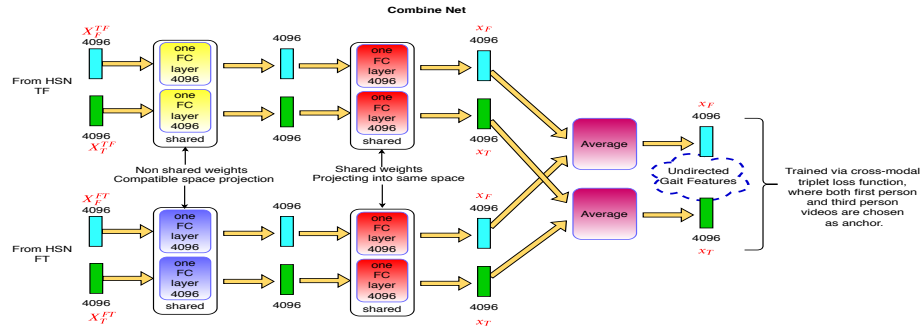 Combine Net
X_F^{TF}
4096
4096
x_F
4096
one
FC
layer
4096
one
FC
layer
4096
From HSN
TF
one
FC
layer
4096
one
FC
layer
4096
shared
shared
4096
X_T^{TF}
4096
4096
x_T
Non shared weights
Compatible space projection
Shared weights
Projecting into same space
X_F^{FT}
4096
4096
x_F
4096
one
FC
layer
4096
one
FC
layer
4096
From HSN
FT
one
FC
layer
4096
one
FC
layer
4096
shared
shared
4096
X_T^{FT}
4096
4096
x_T
Average
Average
x_F
4096
Undirected
Gait Features
4096
x_T
Trained via cross-modal
triplet loss function,
where both first person
and third person
videos are chosen
as anchor.